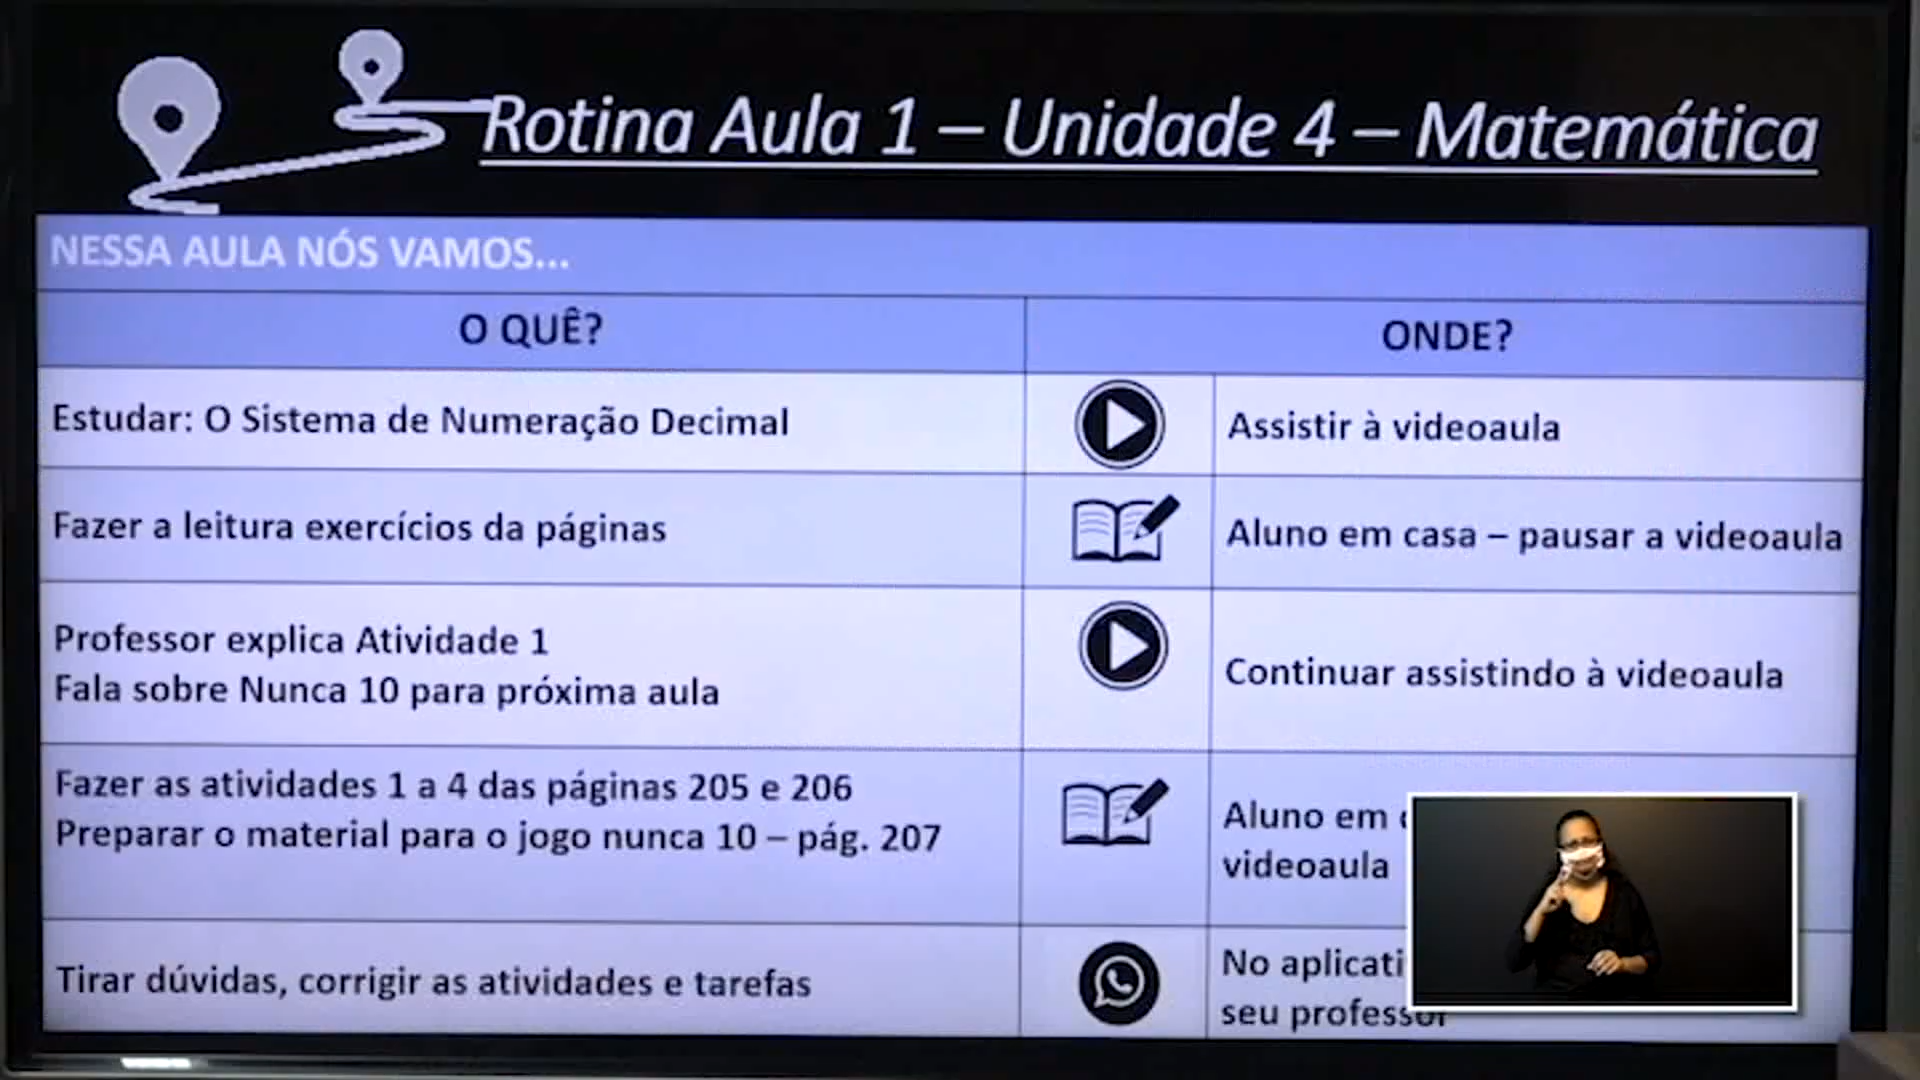 Rotina Aula 1 – Unidade 4 – Matemática
NESSA AULA NÓS VAMOS...
O QUÊ?
ONDE?
Estudar: O Sistema de Numeração Decimal
Assistir à videoaula
Fazer a leitura exercícios da páginas
Aluno em casa – pausar a videoaula
Professor explica Atividade 1
Fala sobre Nunca 10 para próxima aula
Continuar assistindo à videoaula
Fazer as atividades 1 a 4 das páginas 205 e 206
Preparar o material para o jogo nunca 10 – pág. 207
Aluno em
videoaula
Tirar dúvidas, corrigir as atividades e tarefas
No aplicati
seu professor